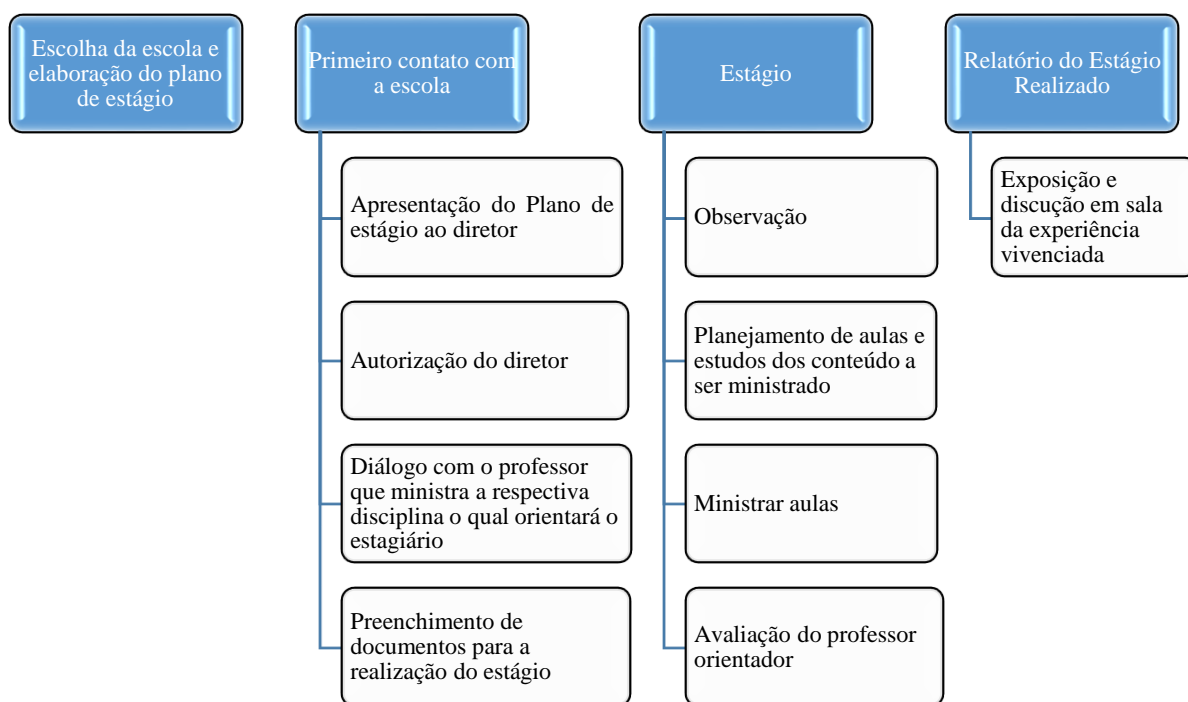 Escolha da escola e
elaboração do plano
de estágio
Primeiro contato com
a escola
Apresentação do Plano de
estágio ao diretor
Autorização do diretor
Diálogo com o professor
que ministra a respectiva
disciplina o qual orientará o
estagiário
Preenchimento de
documentos para a
realização do estágio
Estágio
Observação
Planejamento de aulas e
estudos dos conteúdo a
ser ministrado
Ministrar aulas
Avaliação do professor
orientador
Relatório do Estágio
Realizado
Exposição e
discução em sala
da experiência
vivenciada